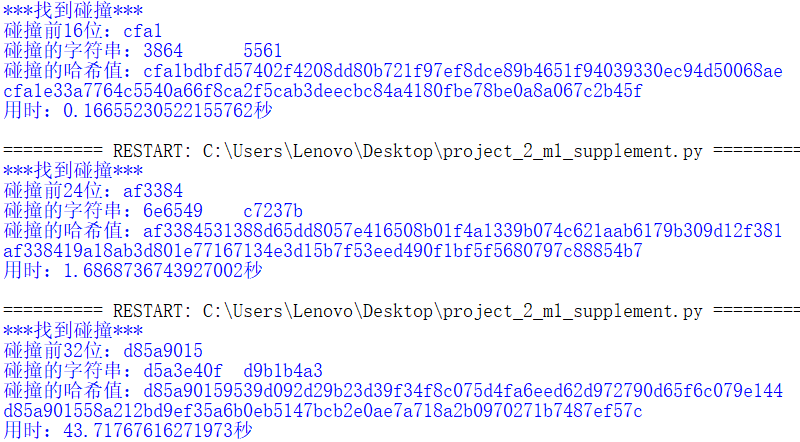 ***找到碰撞***
碰撞前16位：cfa1
碰撞的字符串：3864      5561
碰撞的哈希值：cfa1bdbfd57402f4208dd80b721f97ef8dce89b4651f94039330ec94d50068ae
cfa1e33a7764c5540a66f8ca2f5cab3deecbc84a4180fbe78be0a8a067c2b45f
用时：0.16655230522155762秒
========== RESTART: C:\Users\Lenovo\Desktop\project_2_m1_supplement.py =========
***找到碰撞***
碰撞前24位：af3384
碰撞的字符串：6e6549    c7237b
碰撞的哈希值：af3384531388d65dd8057e416508b01f4a1339b074c621aab6179b309d12f381
af338419a18ab3d801e77167134e3d15b7f53eed490f1bf5f5680797c88854b7
用时：1.6868736743927002秒
========== RESTART: C:\Users\Lenovo\Desktop\project_2_m1_supplement.py =========
***找到碰撞***
碰撞前32位：d85a9015
碰撞的字符串：d5a3e40f  d9b1b4a3
碰撞的哈希值：d85a90159539d092d29b23d39f34f8c075d4fa6eed62d972790d65f6c079e144
d85a901558a212bd9ef35a6b0eb5147bcb2e0ae7a718a2b0970271b7487ef57c
用时：43.71767616271973秒